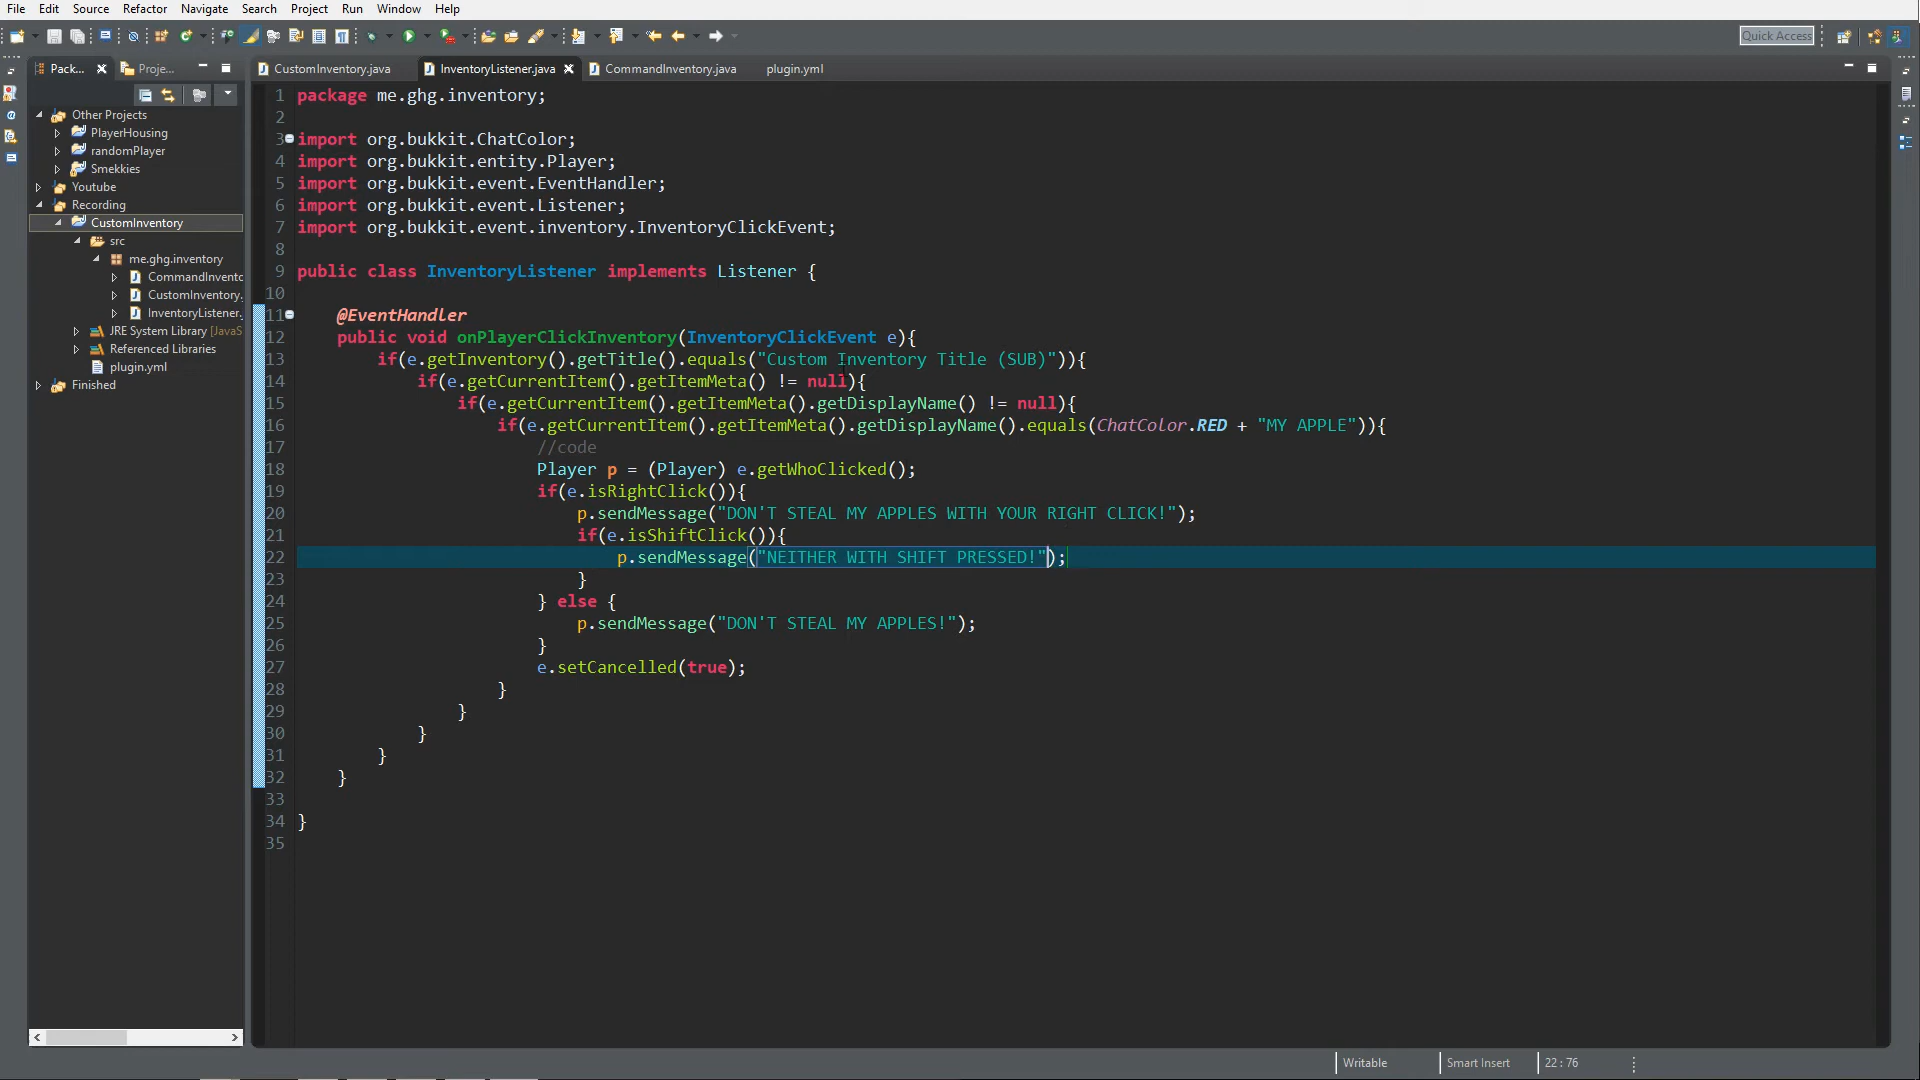 File Edit Source Refactor Navigate Search Project Run Window Help
Quick Access
Pack... Proje...
CustomInventory.java InventoryListener.java CommandInventory.java plugin.yml
Other Projects
PlayerHousing
randomPlayer
Smekkies
Youtube
Recording
CustomInventory
src
me.ghg.inventory
CommandInvento
CustomInventory.
InventoryListener.
JRE System Library [JavaS
Referenced Libraries
plugin.yml
Finished
1 package me.ghg.inventory;
2
3 import org.bukkit.ChatColor;
4 import org.bukkit.entity.Player;
5 import org.bukkit.event.EventHandler;
6 import org.bukkit.event.Listener;
7 import org.bukkit.event.inventory.InventoryClickEvent;
8
9 public class InventoryListener implements Listener {
10
11 @EventHandler
12 public void onPlayerClickInventory(InventoryClickEvent e){
13 if(e.getInventory().getTitle().equals("Custom Inventory Title (SUB)")){
14 if(e.getCurrentItem().getItemMeta() != null){
15 if(e.getCurrentItem().getItemMeta().getDisplayName() != null){
16 if(e.getCurrentItem().getItemMeta().getDisplayName().equals(ChatColor.RED + "MY APPLE")){
17 //code
18 Player p = (Player) e.getWhoClicked();
19 if(e.isRightClick()){
20 p.sendMessage("DON'T STEAL MY APPLES WITH YOUR RIGHT CLICK!");
21 if(e.isShiftClick()){
22 p.sendMessage("NEITHER WITH SHIFT PRESSED!");
23 }
24 } else {
25 p.sendMessage("DON'T STEAL MY APPLES!");
26 }
27 e.setCancelled(true);
28 }
29 }
30 }
31 }
32 }
33
34 }
35
Writable Smart Insert 22 : 76